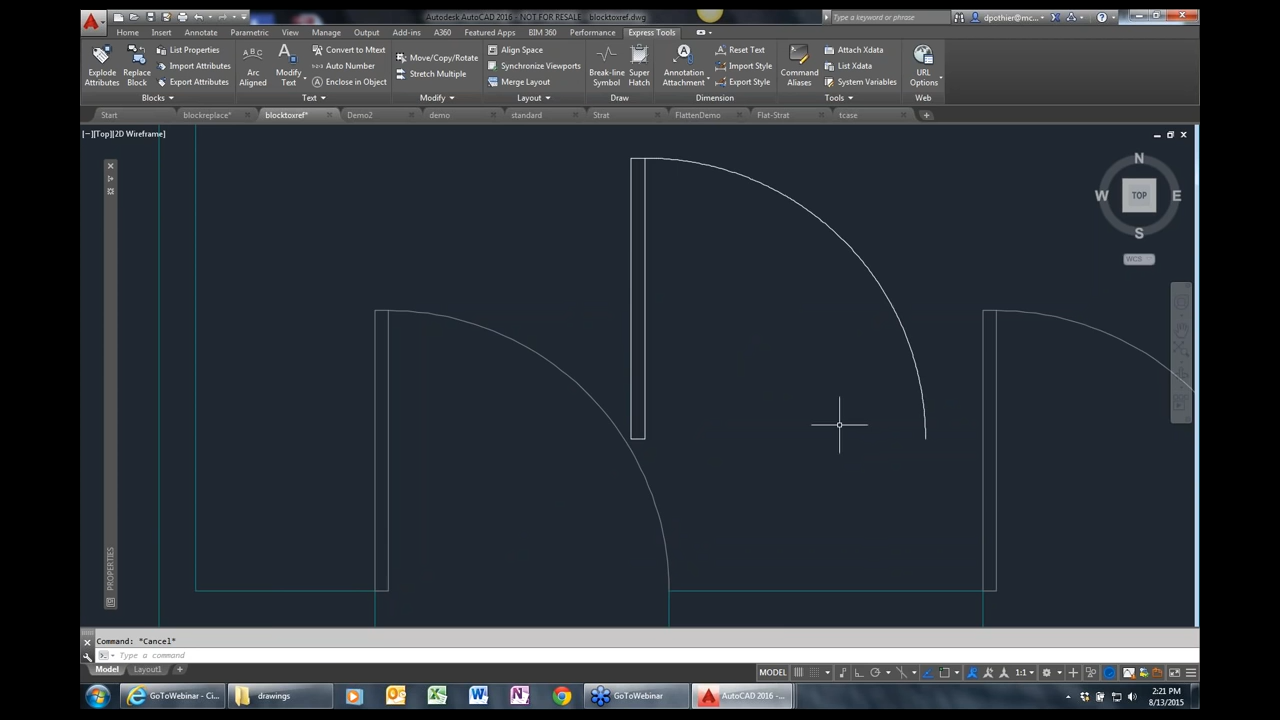 Autodesk AutoCAD 2016 - NOT FOR RESALE blocktoxref.dwg
Type a keyword or phrase
dpothier@mc...
Home Insert Annotate Parametric View Manage Output Add-ins A360 Featured Apps BIM 360 Performance Express Tools
Explode Attributes
Replace Block
List Properties
Import Attributes
Export Attributes
Blocks
Arc Aligned
Modify Text
Convert to Mtext
Auto Number
Enclose in Object
Text
Move/Copy/Rotate
Stretch Multiple
Modify
Align Space
Synchronize Viewports
Merge Layout
Layout
Break-line Symbol
Super Hatch
Draw
Annotation Attachment
Reset Text
Import Style
Export Style
Dimension
Command Aliases
Attach Xdata
List Xdata
System Variables
Tools
URL Options
Web
Start blockreplace* blocktoxref* Demo2 demo standard Strat FlattenDemo Flat-Strat tcase
[−][Top][2D Wireframe]
N
W TOP E
S
WCS
PROPERTIES
Command: *Cancel*
Type a command
Model Layout1 +
MODEL 1:1
GoToWebinar - Ci... drawings GoToWebinar AutoCAD 2016 -...
2:21 PM
8/13/2015